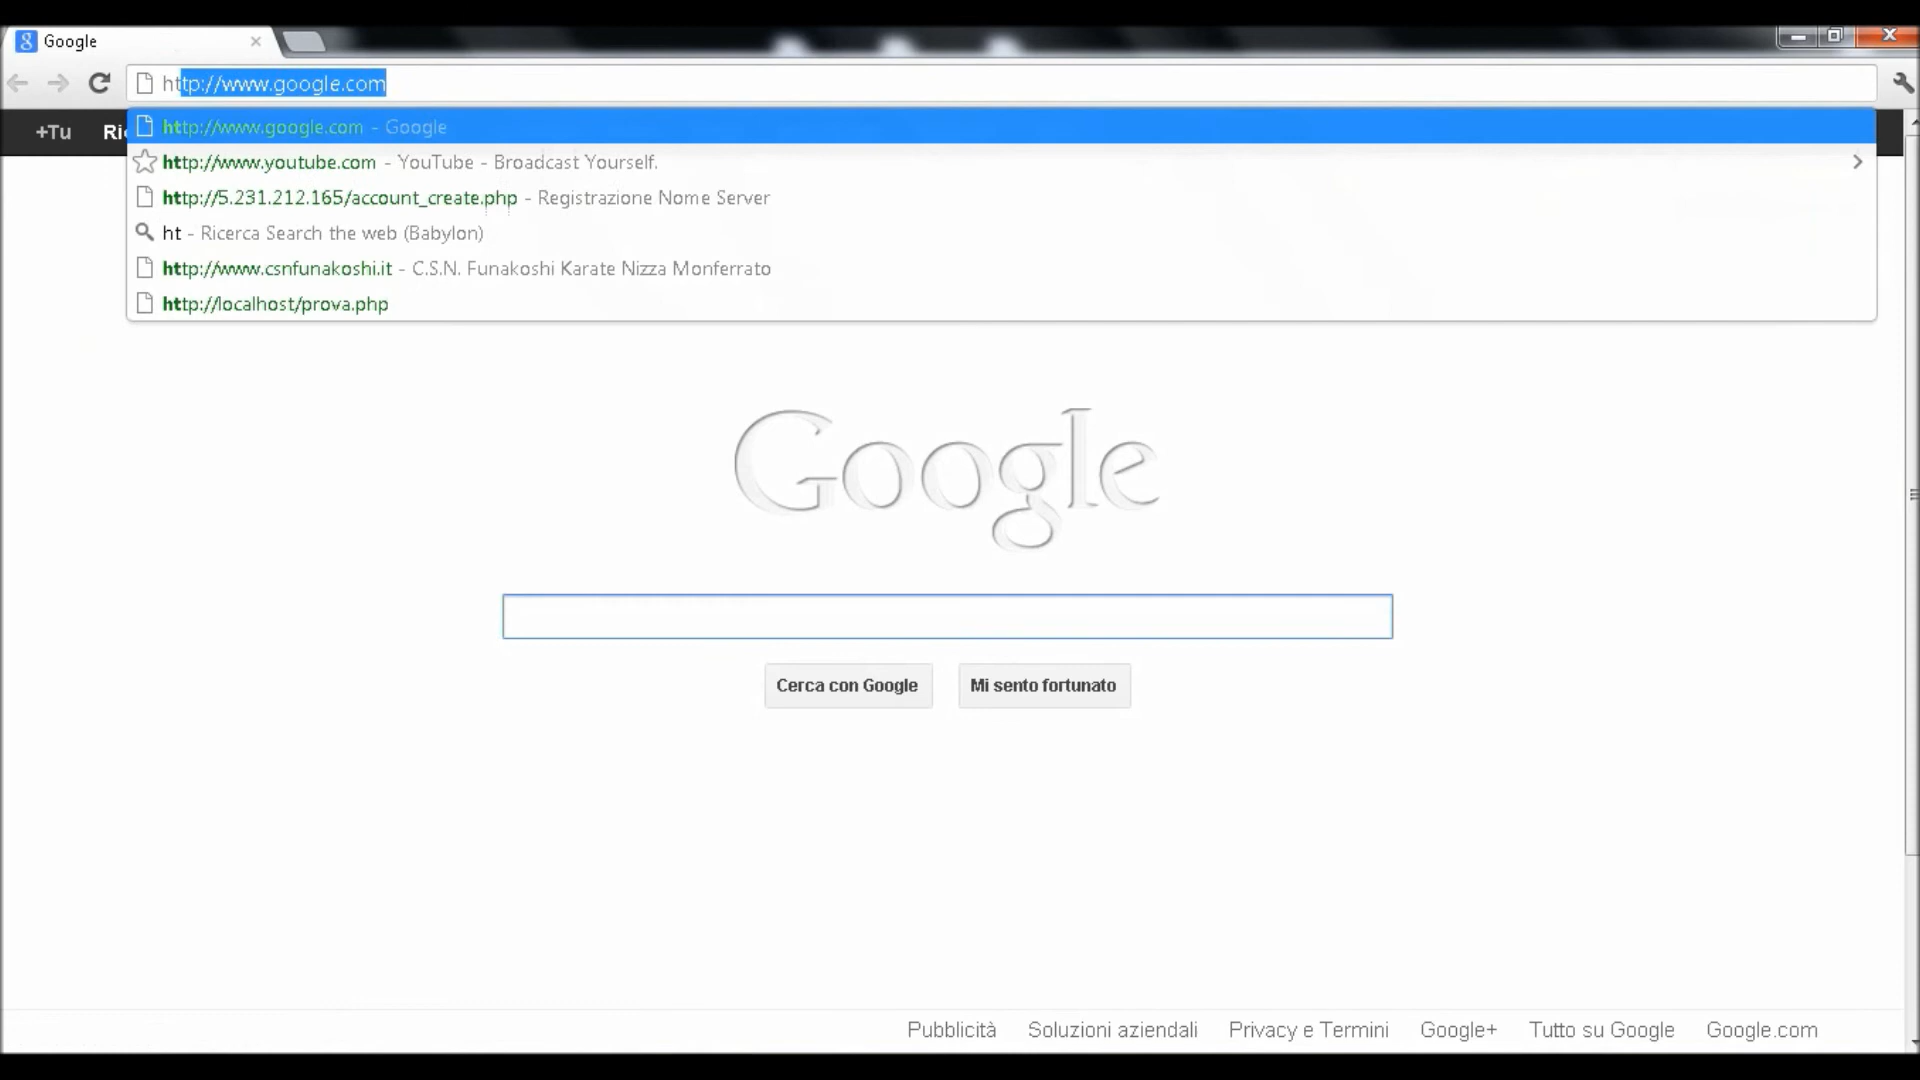 Google
http://www.google.com
+Tu Ri
http://www.google.com - Google
http://www.youtube.com - YouTube - Broadcast Yourself.
http://5.231.212.165/account_create.php - Registrazione Nome Server
ht - Ricerca Search the web (Babylon)
http://www.csnfunakoshi.it - C.S.N. Funakoshi Karate Nizza Monferrato
http://localhost/prova.php
Google
Cerca con Google Mi sento fortunato
Pubblicità Soluzioni aziendali Privacy e Termini Google+ Tutto su Google Google.com